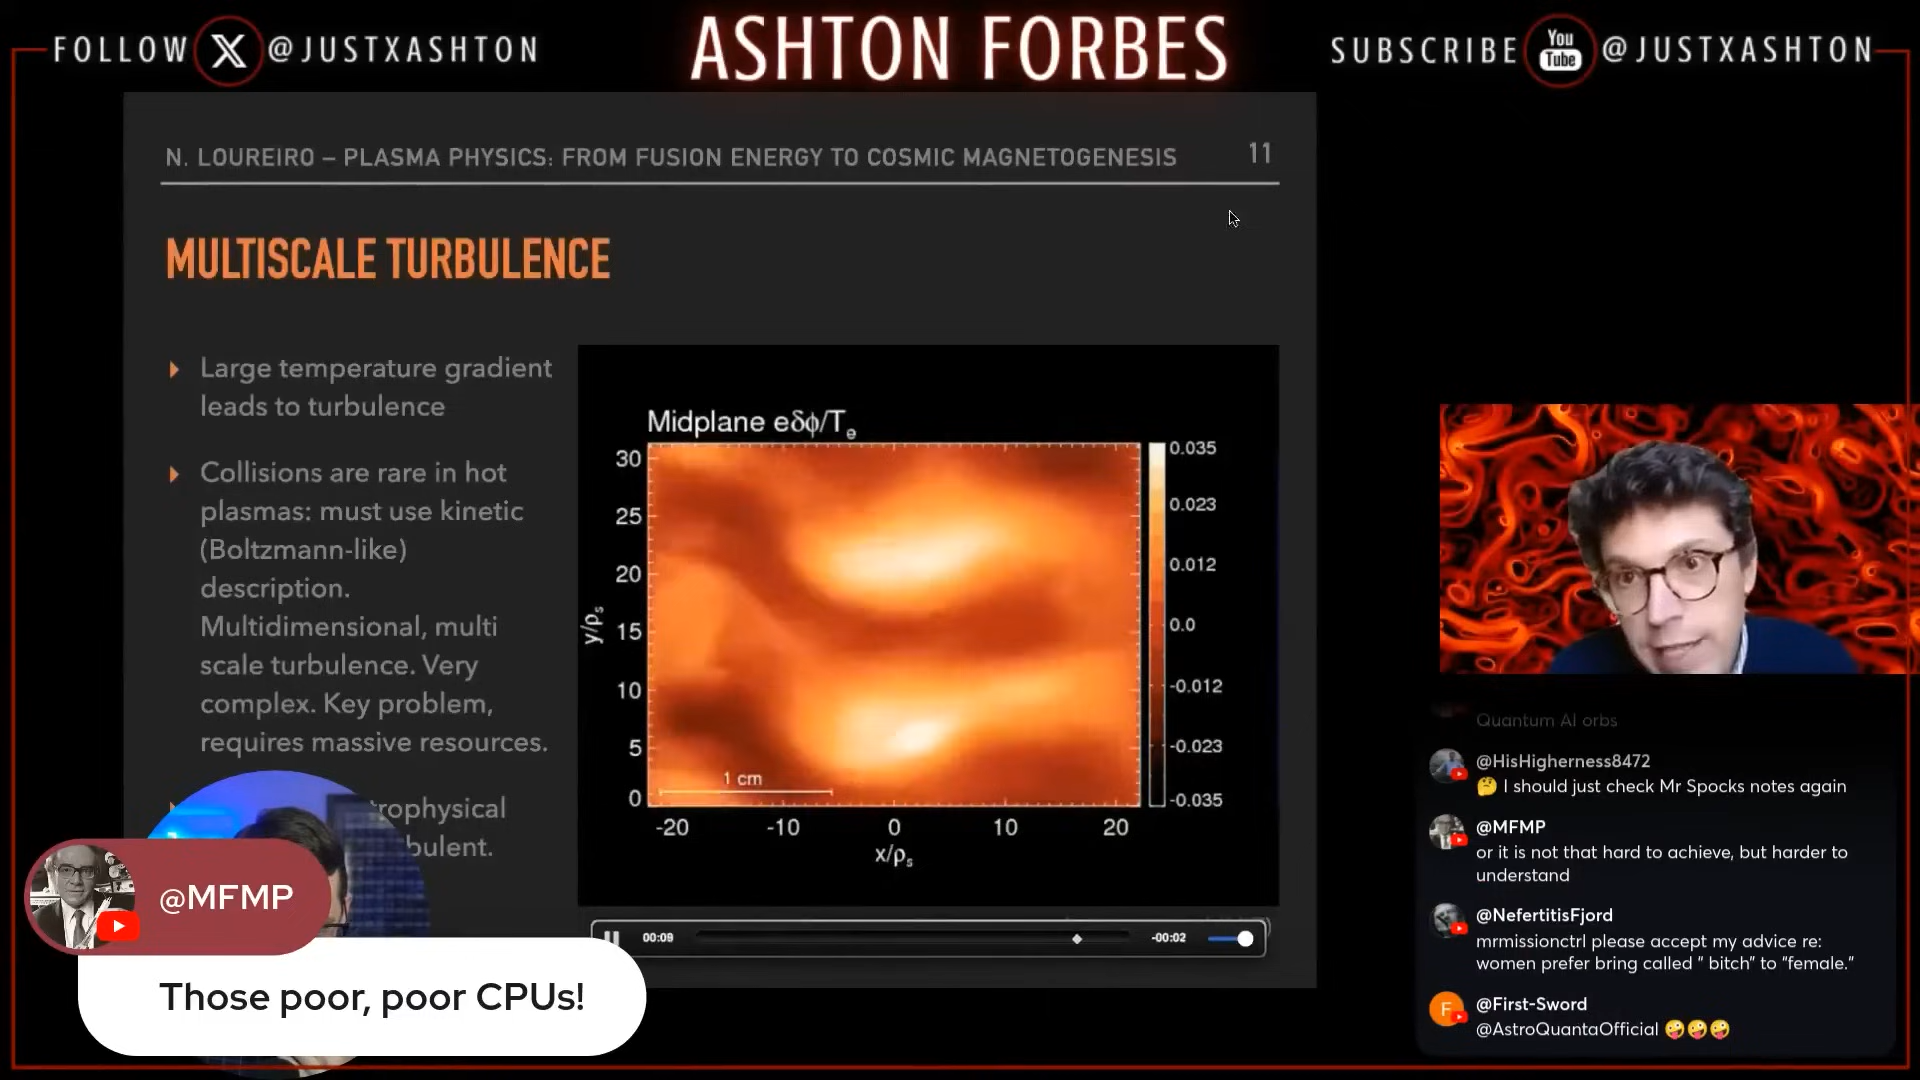 FOLLOW X @JUSTXASHTON
ASHTON FORBES
SUBSCRIBE You Tube @JUSTXASHTON
N. LOUREIRO – PLASMA PHYSICS: FROM FUSION ENERGY TO COSMIC MAGNETOGENESIS 11
MULTISCALE TURBULENCE
Large temperature gradient
leads to turbulence
Collisions are rare in hot
plasmas: must use kinetic
(Boltzmann-like)
description.
Multidimensional, multi
scale turbulence. Very
complex. Key problem,
requires massive resources.
trophysical
bulent.
Midplane eδϕ/Te
30
25
20
15
10
5
0
y/ρs
-20 -10 0 10 20
x/ρs
1 cm
0.035
0.023
0.012
0.0
-0.012
-0.023
-0.035
00:09 -00:02
@MFMP
Those poor, poor CPUs!
Quantum AI orbs
@HisHigherness8472
🤔 I should just check Mr Spocks notes again
@MFMP
or it is not that hard to achieve, but harder to
understand
@NefertitisFjord
mrmissionctrl please accept my advice re:
women prefer bring called " bitch" to "female."
F
@First-Sword
@AstroQuantaOfficial 🤪🤪🤪